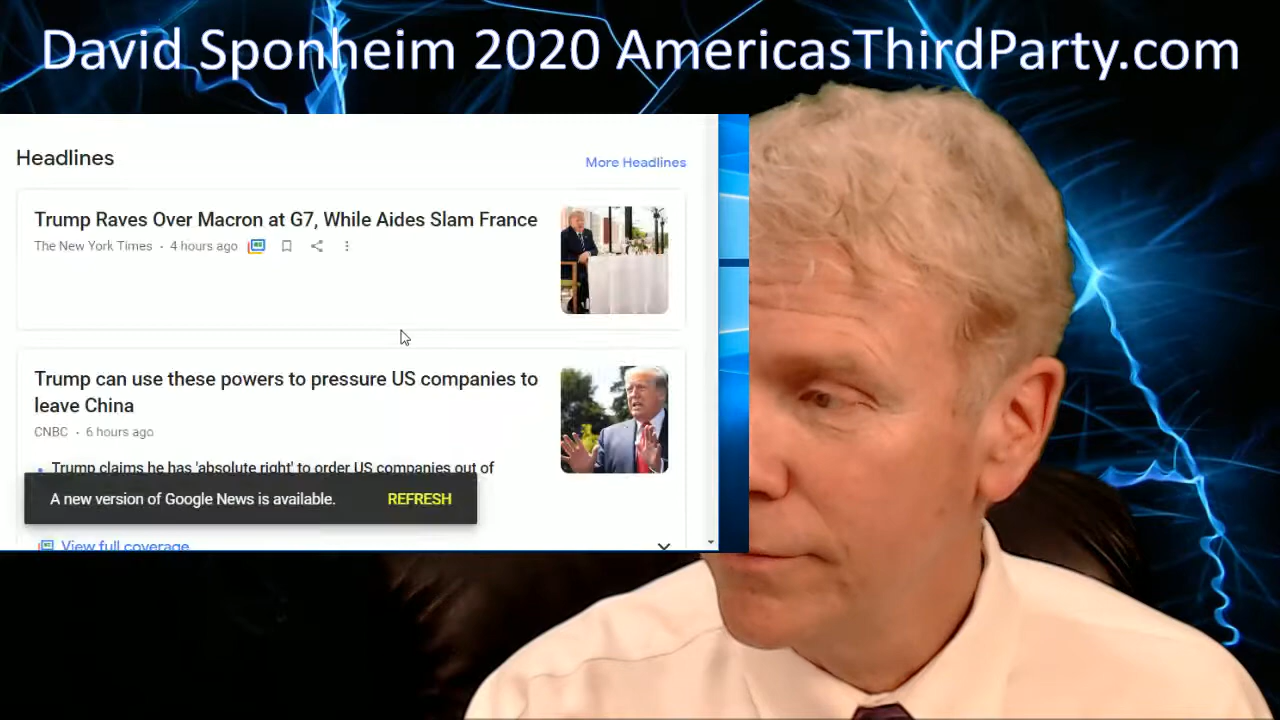 David Sponheim 2020 AmericasThirdParty.com
Headlines
More Headlines
Trump Raves Over Macron at G7, While Aides Slam France
The New York Times · 4 hours ago
Trump can use these powers to pressure US companies to
leave China
CNBC · 6 hours ago
Trump claims he has 'absolute right' to order US companies out of
A new version of Google News is available. REFRESH
View full coverage